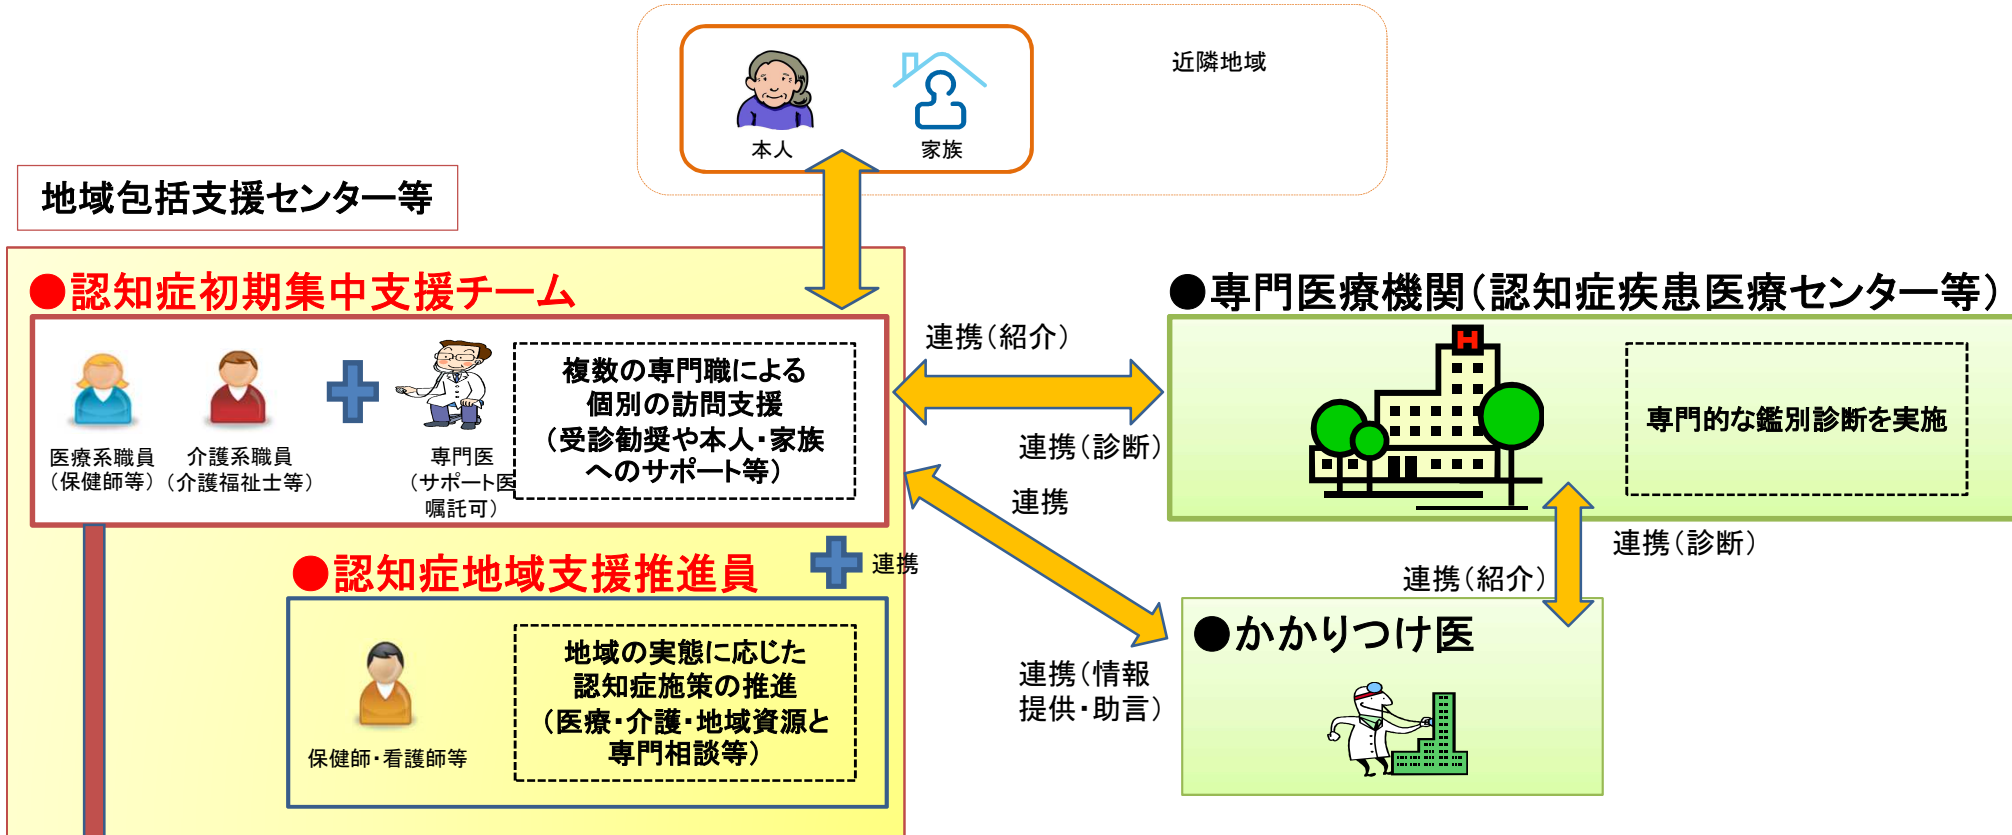 近隣地域
本人
家族
地域包括支援センター等
●認知症初期集中支援チーム
医療系職員
（保健師等）
介護系職員
（介護福祉士等）
専門医
（サポート医
嘱託可）
複数の専門職による
個別の訪問支援
（受診勧奨や本人・家族
へのサポート等）
連携（紹介）
連携（診断）
●専門医療機関（認知症疾患医療センター等）
H
専門的な鑑別診断を実施
連携
連携（情報
提供・助言）
連携（診断）
連携（紹介）
●認知症地域支援推進員
連携
保健師・看護師等
地域の実態に応じた
認知症施策の推進
（医療・介護・地域資源と
専門相談等）
●かかりつけ医